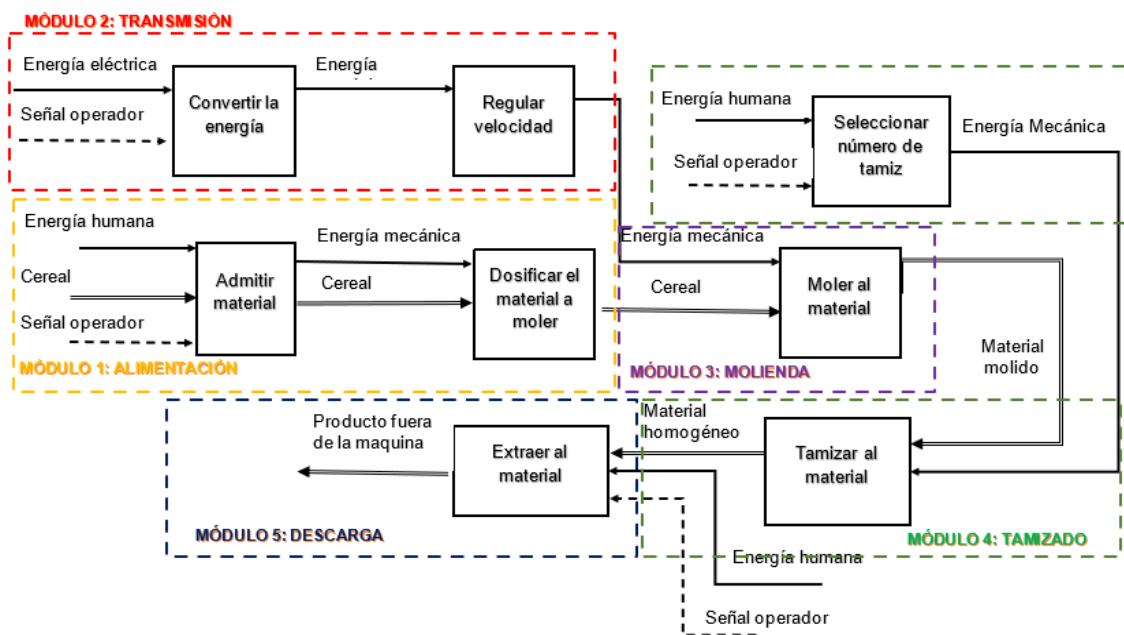 MÓDULO 2: TRANSMISIÓN
Energía eléctrica
Señal operador
Convertir la
energía
Energía
Regular
velocidad
Energía humana
Señal operador
Seleccionar
número de
tamiz
Energía Mecánica
Energía humana
Cereal
Señal operador
Admitir
material
Energía mecánica
Cereal
Dosificar el
material a
moler
MÓDULO 1: ALIMENTACIÓN
Energía mecánica
Cereal
Moler al
material
MÓDULO 3: MOLIENDA
Material
molido
Producto fuera
de la maquina
Extraer al
material
MÓDULO 5: DESCARGA
Material
homogéneo
Tamizar al
material
MÓDULO 4: TAMIZADO
Energía humana
Señal operador